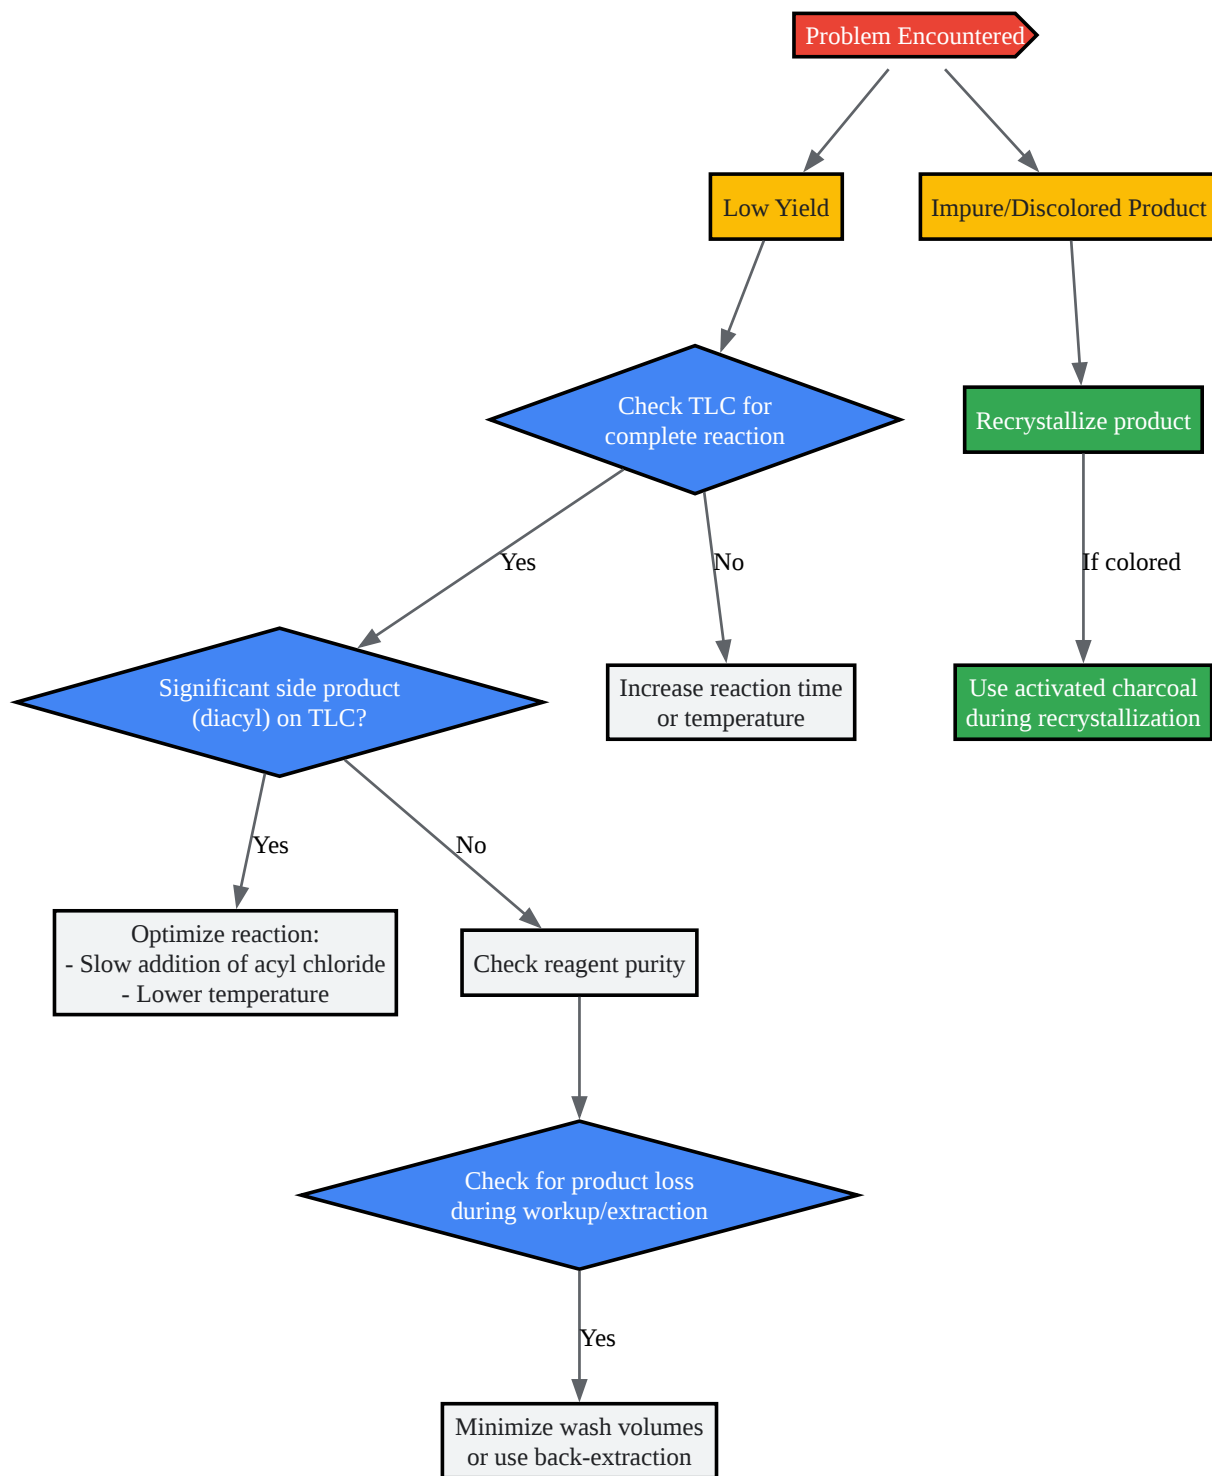 Problem Encountered
Low Yield
Impure/Discolored Product
Check TLC for
complete reaction
Recrystallize product
Yes
No
If colored
Significant side product
(diacyl) on TLC?
Increase reaction time
or temperature
Use activated charcoal
during recrystallization
Yes
No
Optimize reaction:
- Slow addition of acyl chloride
- Lower temperature
Check reagent purity
Check for product loss
during workup/extraction
Yes
Minimize wash volumes
or use back-extraction